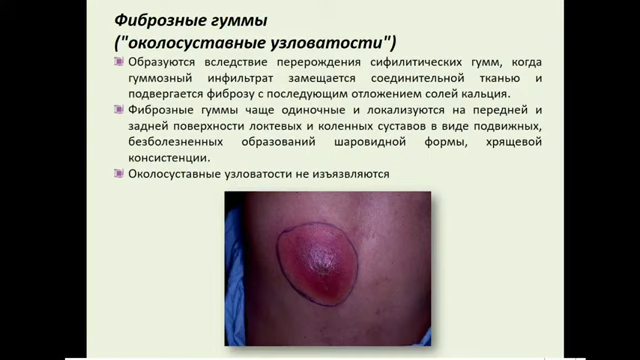 Фиброзные гуммы
("околосуставные узловатости")
Образуются вследствие перерождения сифилитических гумм, когда
гуммозный инфильтрат замещается соединительной тканью и
подвергается фиброзу с последующим отложением солей кальция.
Фиброзные гуммы чаще одиночные и локализуются на передней и
задней поверхности локтевых и коленных суставов в виде подвижных,
безболезненных образований шаровидной формы, хрящевой
консистенции.
Околосуставные узловатости не изъязвляются